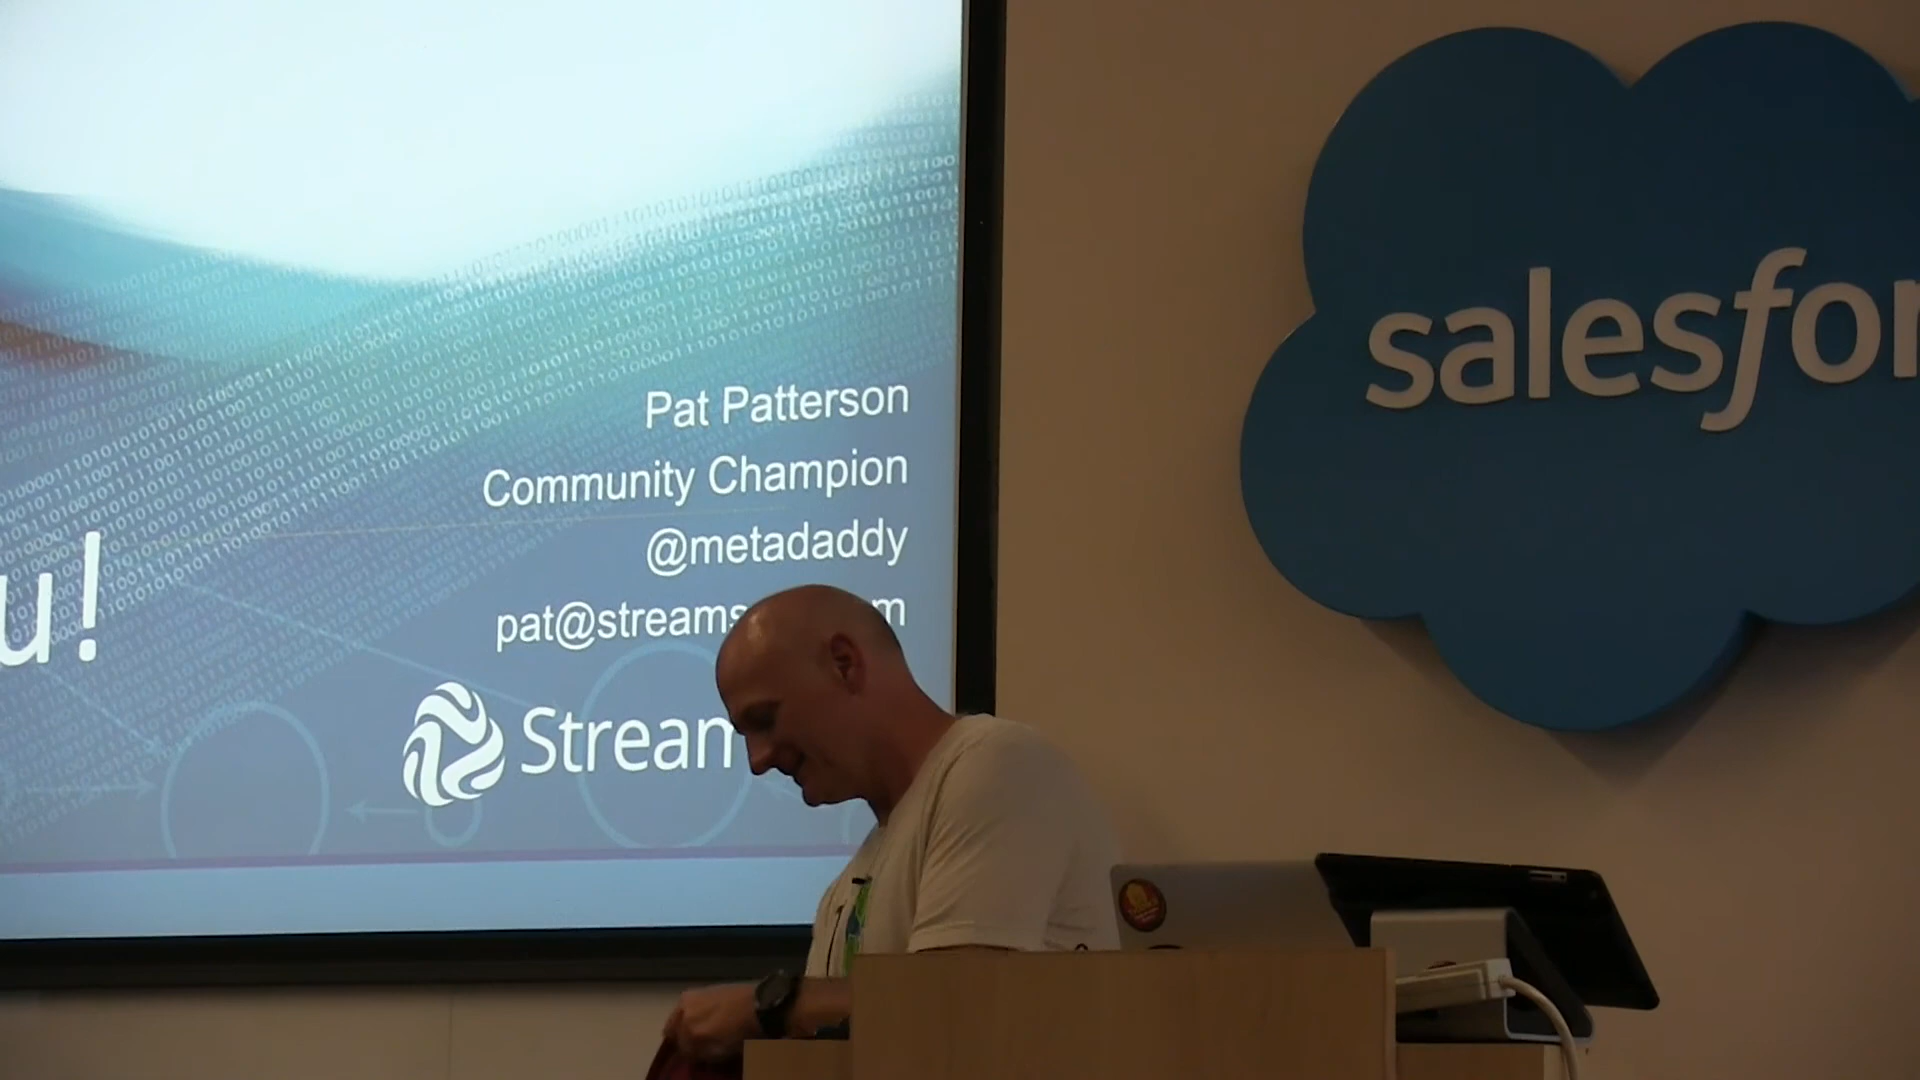 Pat Patterson
Community Champion
@metadaddy
pat@streams m
u!
Stream
salesfor